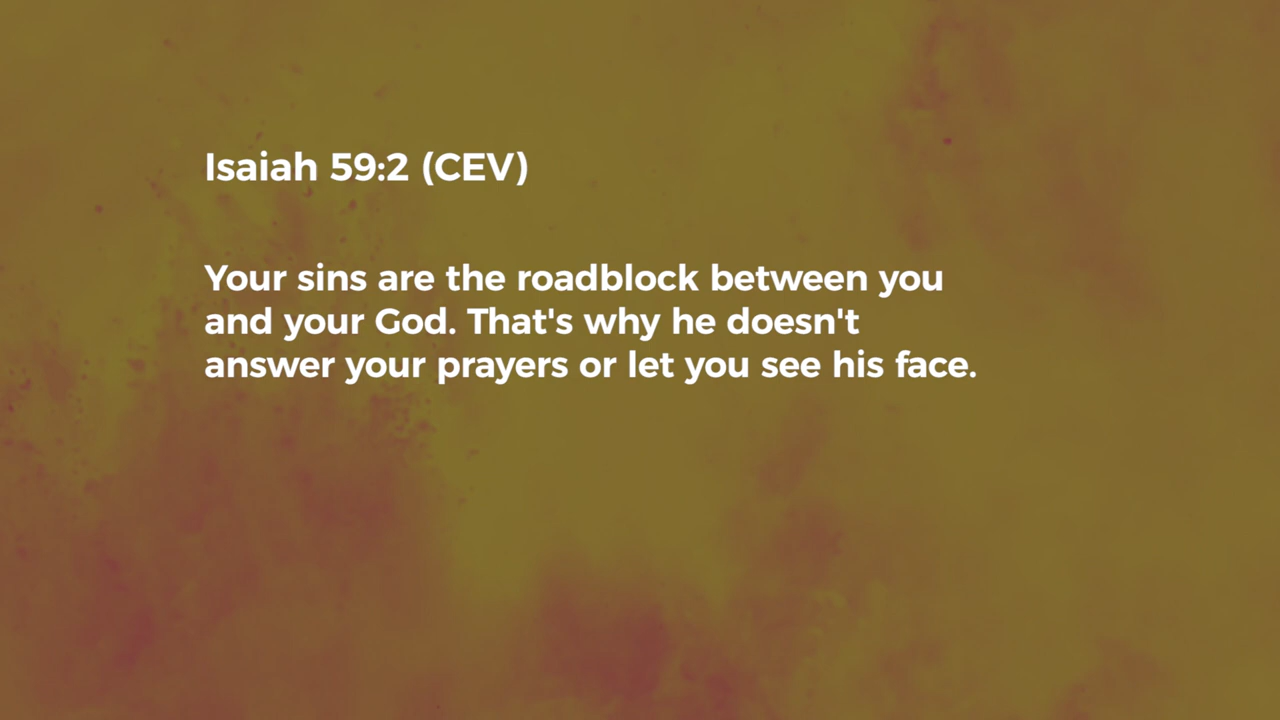 Isaiah 59:2 (CEV)
Your sins are the roadblock between you
and your God. That's why he doesn't
answer your prayers or let you see his face.